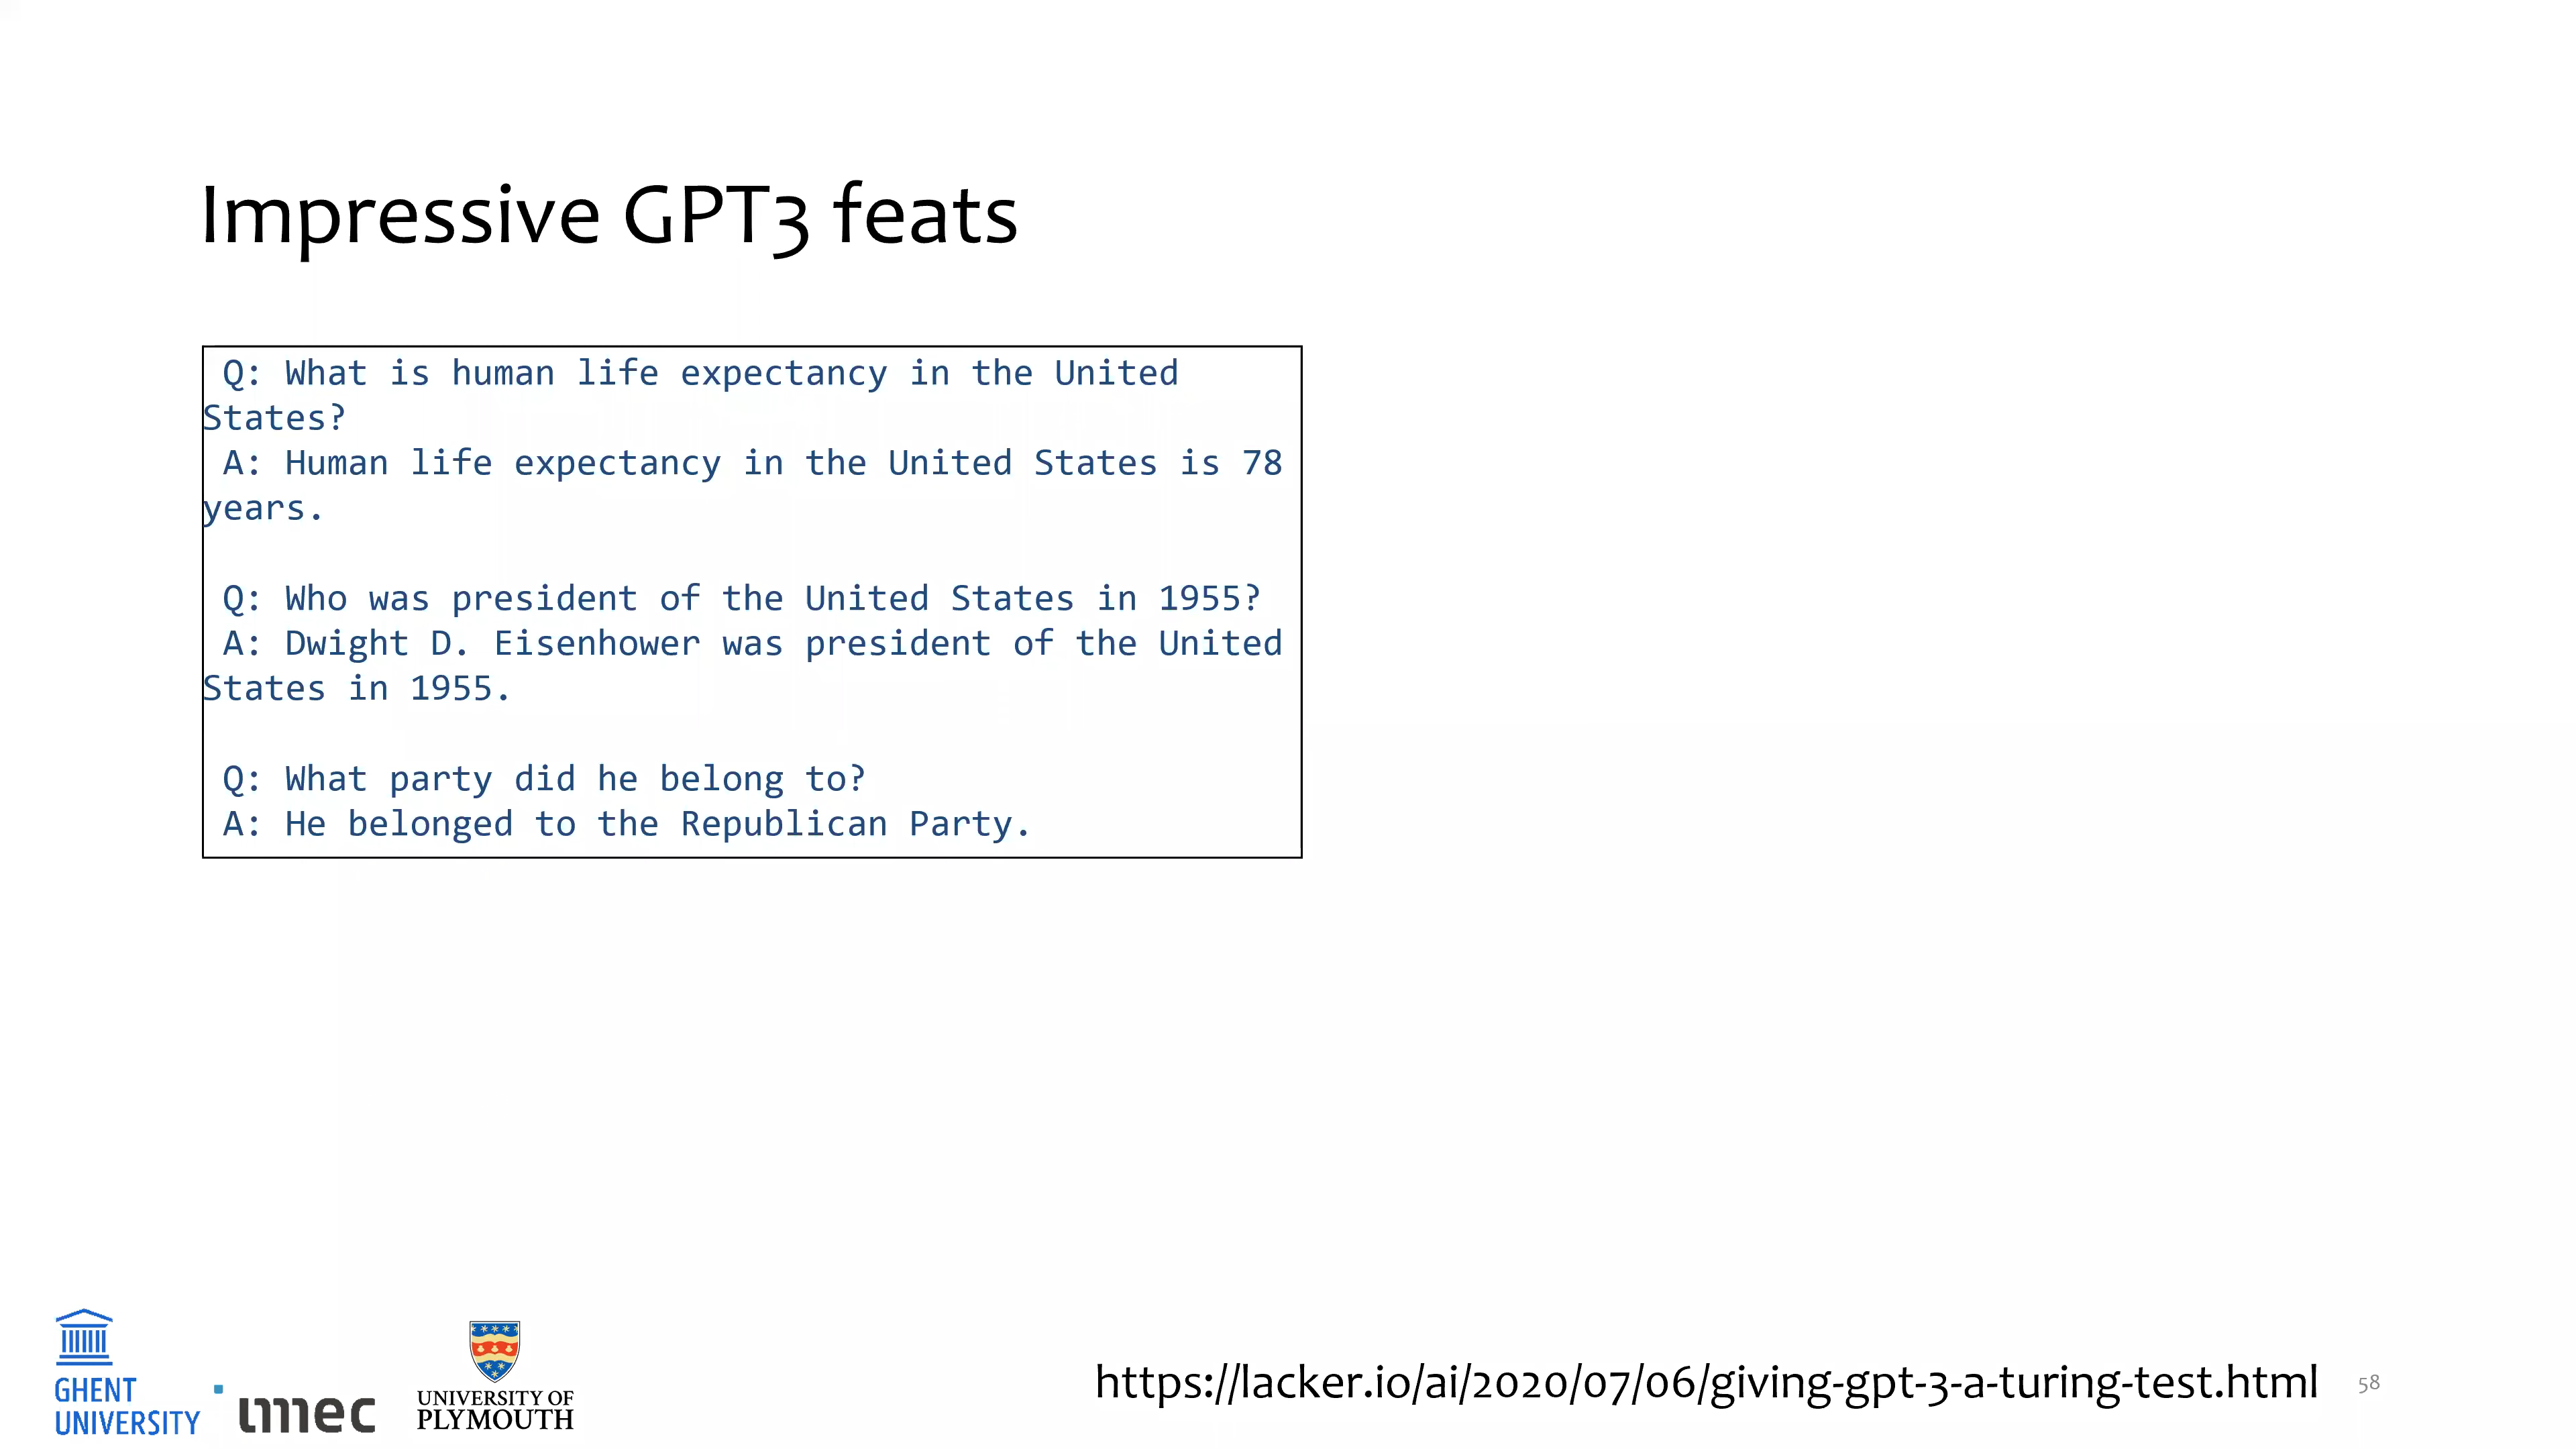 Impressive GPT3 feats
Q: What is human life expectancy in the United
States?
A: Human life expectancy in the United States is 78
years.
Q: Who was president of the United States in 1955?
A: Dwight D. Eisenhower was president of the United
States in 1955.
Q: What party did he belong to?
A: He belonged to the Republican Party.
GHENT
UNIVERSITY
imec
UNIVERSITY OF
PLYMOUTH
https://lacker.io/ai/2020/07/06/giving-gpt-3-a-turing-test.html
58